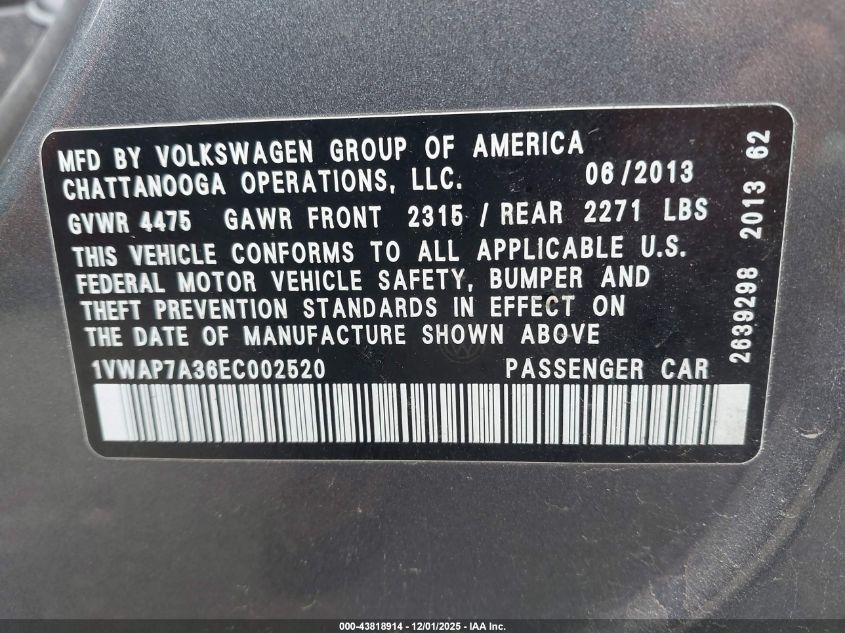 MFD BY VOLKSWAGEN GROUP OF AMERICA
CHATTANOOGA OPERATIONS, LLC. 06/2013
GVWR 4475 GAWR FRONT 2315 / REAR 2271 LBS
THIS VEHICLE CONFORMS TO ALL APPLICABLE U.S.
FEDERAL MOTOR VEHICLE SAFETY, BUMPER AND
THEFT PREVENTION STANDARDS IN EFFECT ON
THE DATE OF MANUFACTURE SHOWN ABOVE
1VWAP7A36EC002520 PASSENGER CAR
2639298 2013 62
000-43818914 - 12/01/2025 - IAA Inc.